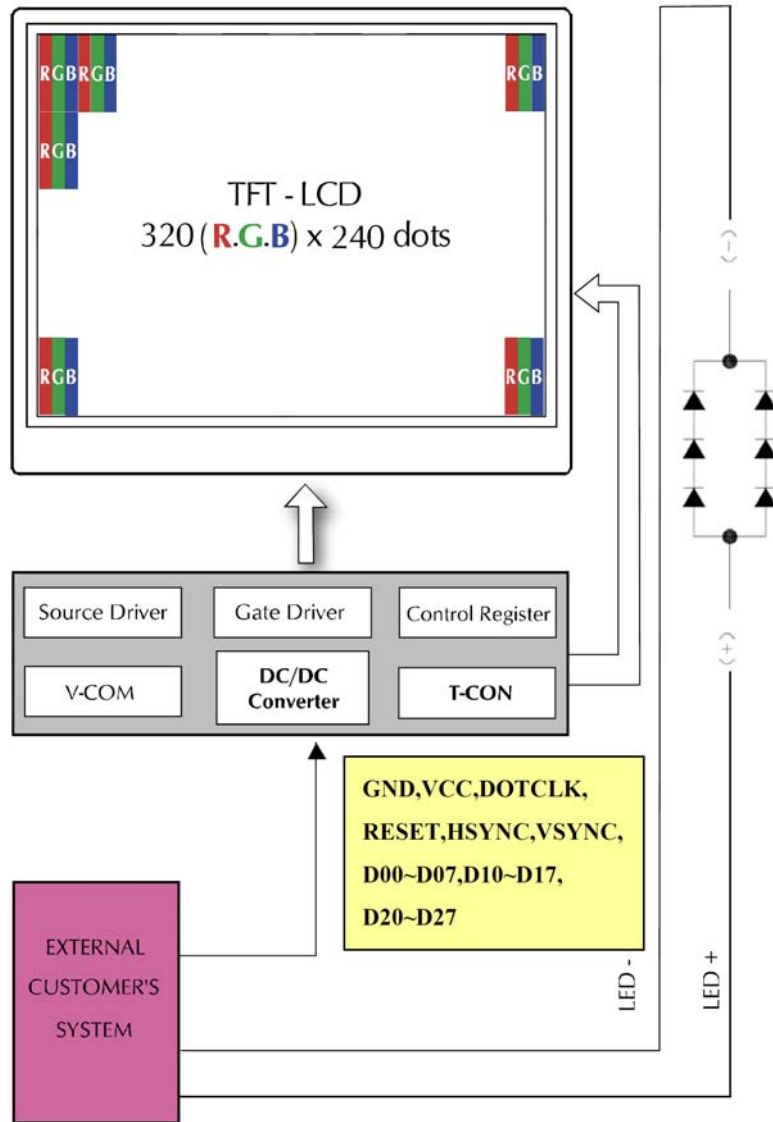 RGB RGB RGB
RGB
TFT - LCD
320 (R.G.B) x 240 dots
RGB RGB
(-)
Source Driver Gate Driver Control Register
V-COM DC/DC Converter T-CON
(+)
GND,VCC,DOTCLK,
RESET,HSYNC,VSYNC,
D00~D07,D10~D17,
D20~D27
EXTERNAL
CUSTOMER'S
SYSTEM
LED -
LED +